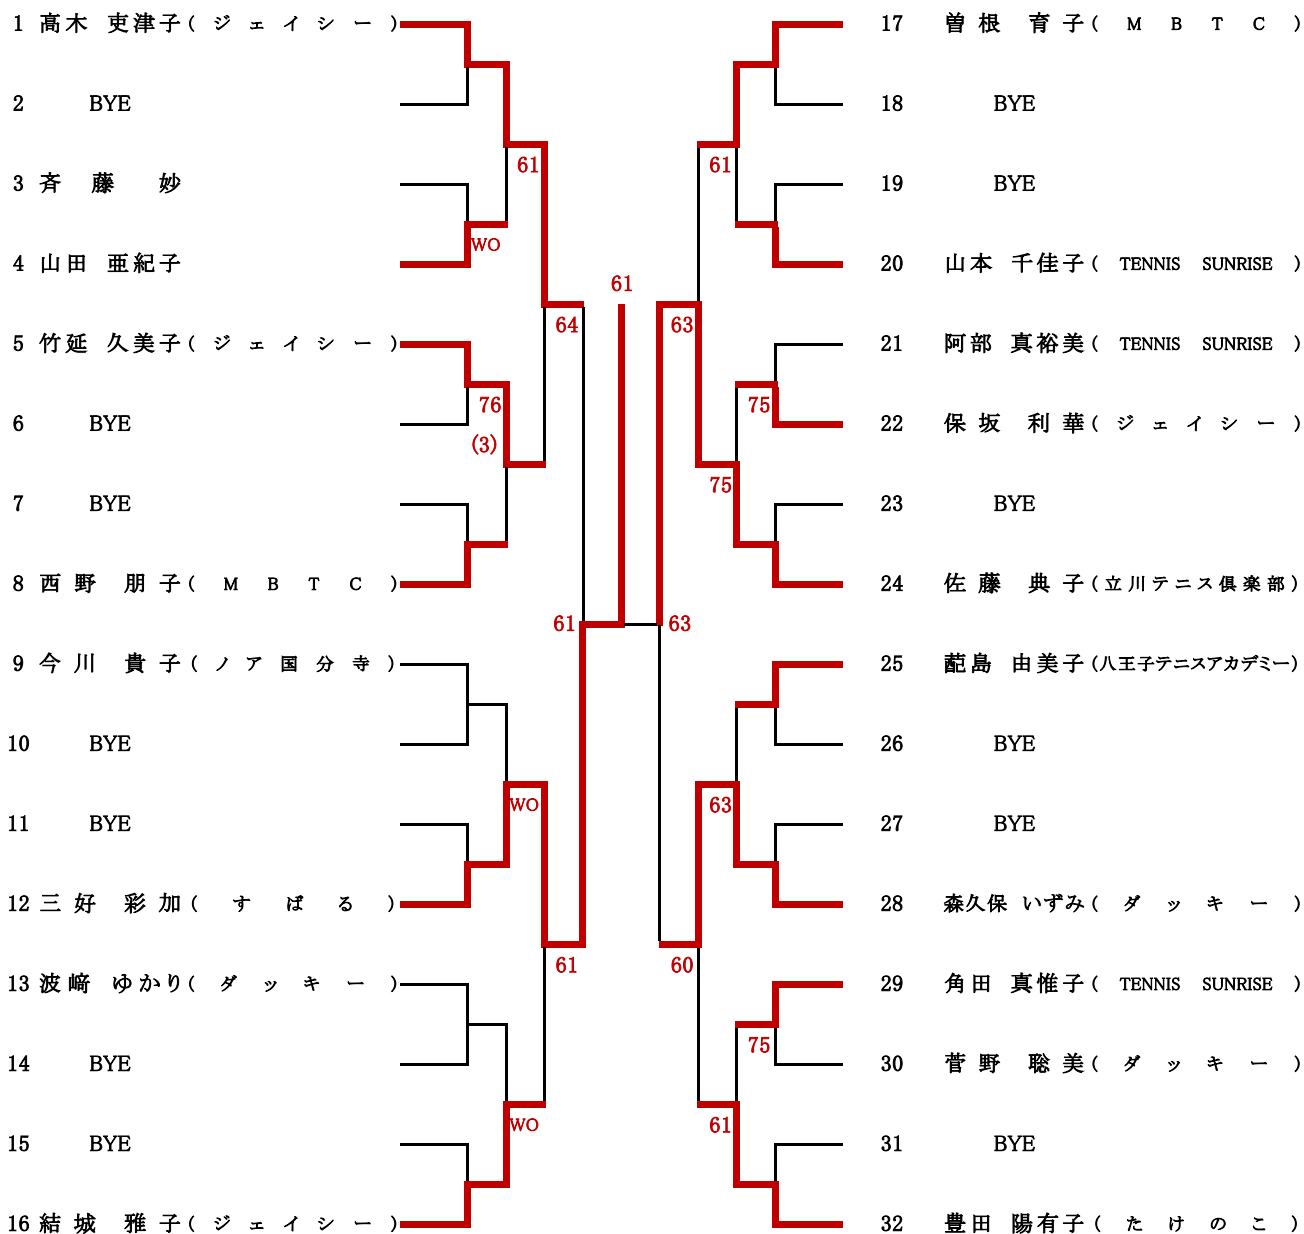 1 髙木 吏津子 ( ジェイシー )
2 BYE
3 斉藤 妙
4 山田 亜紀子
5 竹延 久美子 ( ジェイシー )
6 BYE
7 BYE
8 西野 朋子 ( MBTC )
9 今川 貴子 ( ノア国分寺 )
10 BYE
11 BYE
12 三好 彩加 ( すばる )
13 波﨑 ゆかり ( ダッキー )
14 BYE
15 BYE
16 結城 雅子 ( ジェイシー )
61
WO
64
76
(3)
61
WO
61
WO
61
63
61
63
75
75
63
60
75
61
17 曽根 育子 ( MBTC )
18 BYE
19 BYE
20 山本 千佳子 ( TENNIS SUNRISE )
21 阿部 真裕美 ( TENNIS SUNRISE )
22 保坂 利華 ( ジェイシー )
23 BYE
24 佐藤 典子 ( 立川テニス倶楽部 )
25 蓜島 由美子 ( 八王子テニスアカデミー )
26 BYE
27 BYE
28 森久保 いずみ ( ダッキー )
29 角田 真惟子 ( TENNIS SUNRISE )
30 菅野 聡美 ( ダッキー )
31 BYE
32 豊田 陽有子 ( たけのこ )